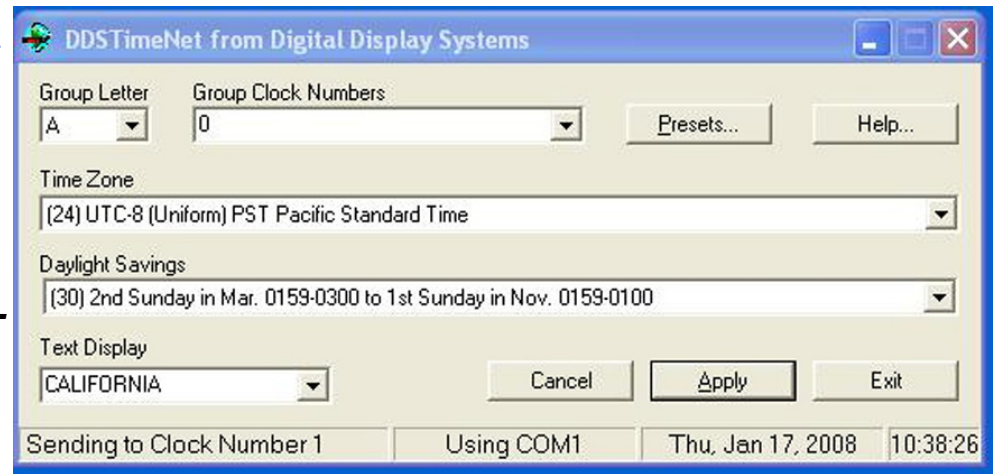 DDSTimeNet from Digital Display Systems
Group Letter Group Clock Numbers
A 0 Presets... Help...
Time Zone
(24) UTC-8 (Uniform) PST Pacific Standard Time
Daylight Savings
(30) 2nd Sunday in Mar. 0159-0300 to 1st Sunday in Nov. 0159-0100
Text Display
CALIFORNIA Cancel Apply Exit
Sending to Clock Number 1 Using COM1 Thu, Jan 17, 2008 10:38:26